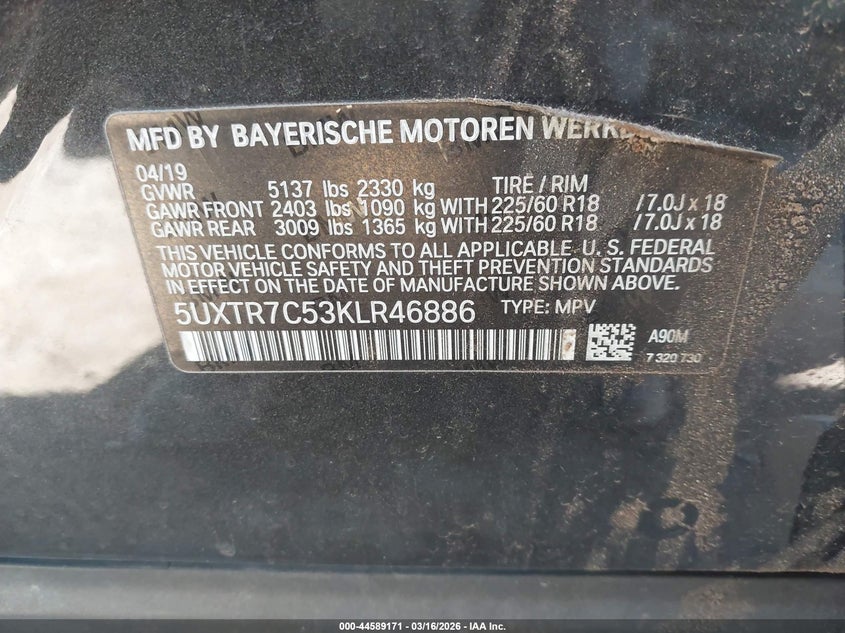 MFD BY BAYERISCHE MOTOREN WERKE
04/19
GVWR 5137 lbs 2330 kg TIRE / RIM
GAWR FRONT 2403 lbs 1090 kg WITH 225/60 R18 / 7.0J x 18
GAWR REAR 3009 lbs 1365 kg WITH 225/60 R18 / 7.0J x 18
THIS VEHICLE CONFORMS TO ALL APPLICABLE U. S. FEDERAL
MOTOR VEHICLE SAFETY AND THEFT PREVENTION STANDARDS
IN EFFECT ON THE DATE OF MANUFACTURE SHOWN ABOVE.
5UXTR7C53KLR46886 TYPE: MPV
A90M
7 320 730
000-44589171 | 03/16/2026 | IAA Inc.